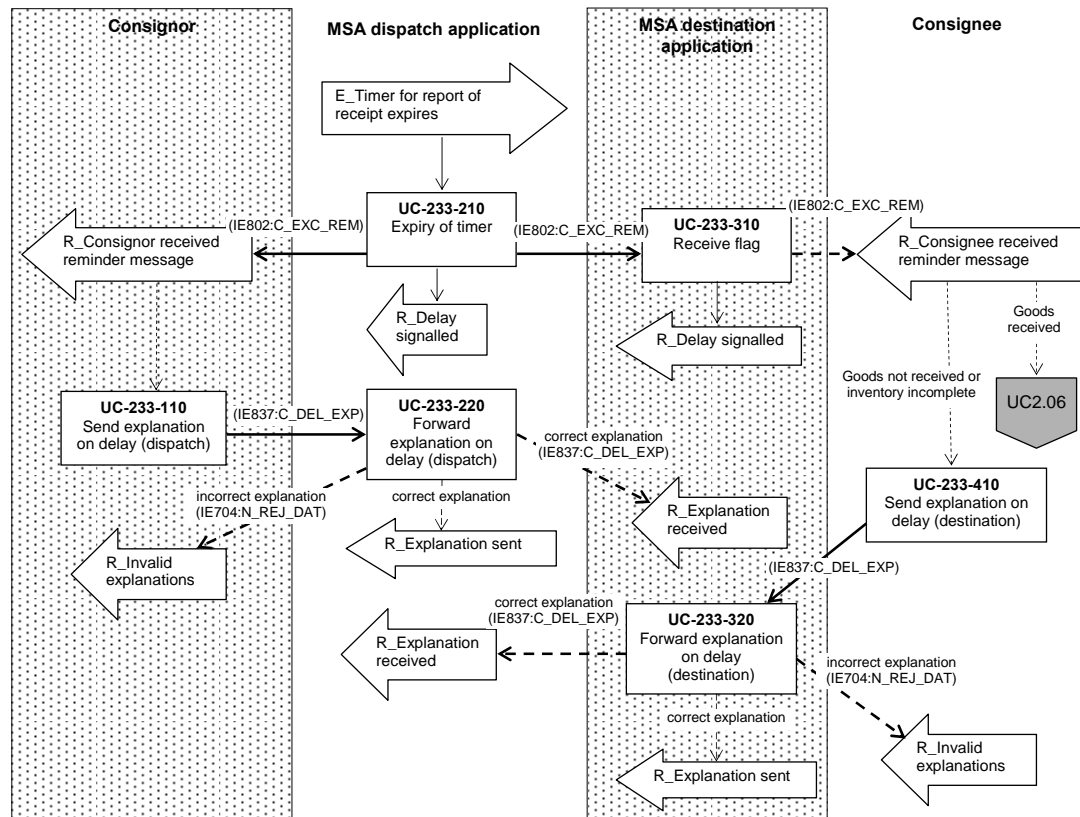 Consignor
MSA dispatch application
MSA destination
application
Consignee
E_Timer for report of
receipt expires
UC-233-210
Expiry of timer
(IE802:C_EXC_REM)
(IE802:C_EXC_REM)
UC-233-310
Receive flag
(IE802:C_EXC_REM)
R_Consignor received
reminder message
R_Consignee received
reminder message
R_Delay
signalled
R_Delay signalled
Goods
received
Goods not received or
inventory incomplete
UC2.06
UC-233-110
Send explanation
on delay (dispatch)
(IE837:C_DEL_EXP)
UC-233-220
Forward
explanation on
delay (dispatch)
correct explanation
(IE837:C_DEL_EXP)
incorrect explanation
(IE704:N_REJ_DAT)
correct explanation
UC-233-410
Send explanation on
delay (destination)
R_Explanation
received
R_Explanation sent
R_Invalid
explanations
(IE837:C_DEL_EXP)
correct explanation
(IE837:C_DEL_EXP)
UC-233-320
Forward explanation
on delay
(destination)
R_Explanation
received
incorrect explanation
(IE704:N_REJ_DAT)
correct explanation
R_Invalid
explanations
R_Explanation sent